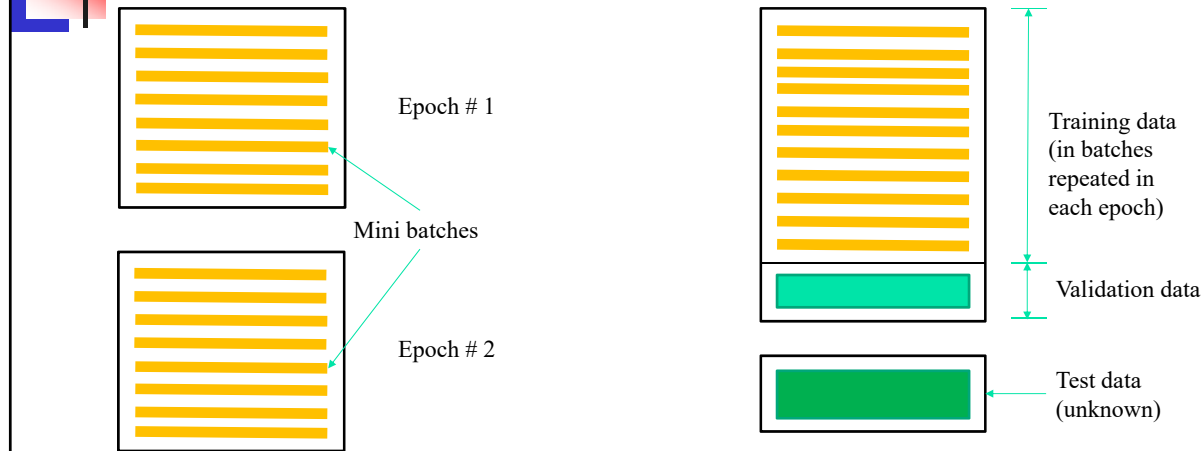 Epoch # 1
Mini batches
Epoch # 2
Training data
(in batches
repeated in
each epoch)
Validation data
Test data
(unknown)